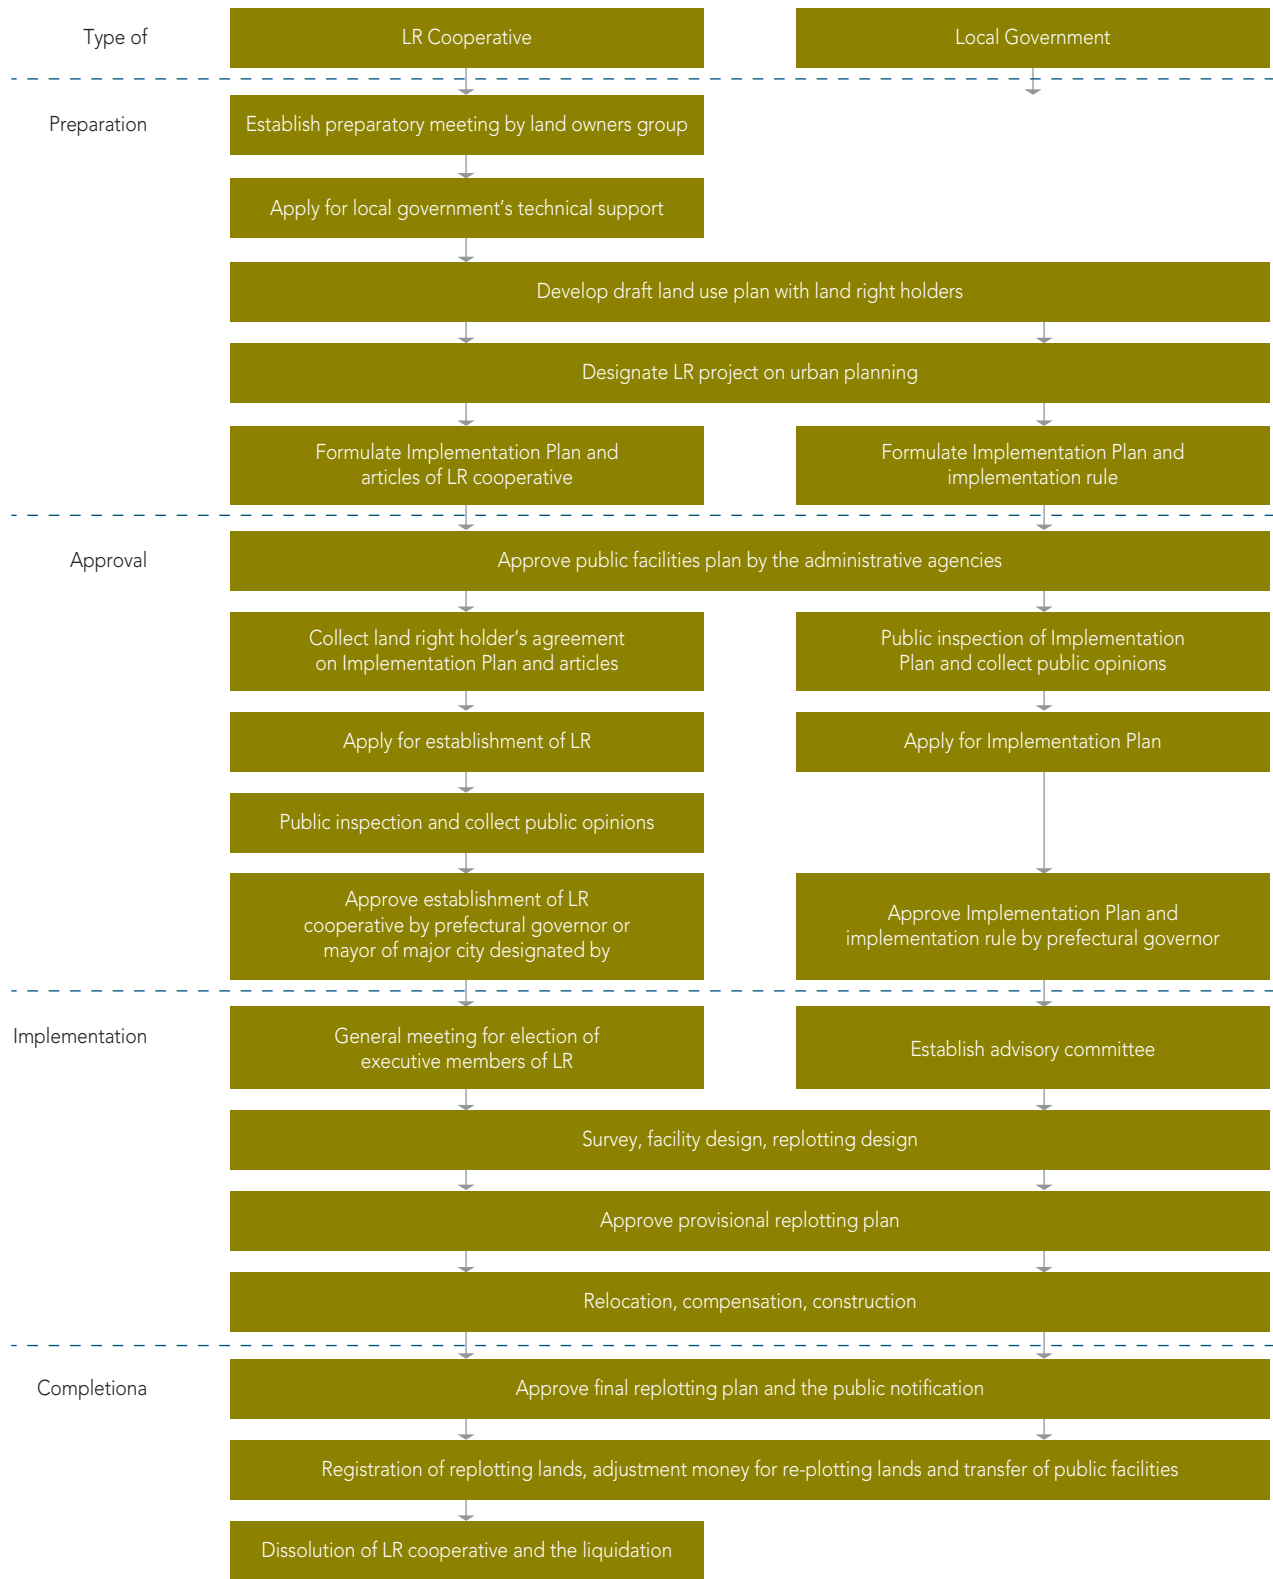 Type of
LR Cooperative
Local Government
Preparation
Establish preparatory meeting by land owners group
Apply for local government's technical support
Develop draft land use plan with land right holders
Designate LR project on urban planning
Formulate Implementation Plan and
articles of LR cooperative
Formulate Implementation Plan and
implementation rule
Approval
Approve public facilities plan by the administrative agencies
Collect land right holder's agreement
on Implementation Plan and articles
Public inspection of Implementation
Plan and collect public opinions
Apply for establishment of LR
Apply for Implementation Plan
Public inspection and collect public opinions
Approve establishment of LR
cooperative by prefectural governor or
mayor of major city designated by
Approve Implementation Plan and
implementation rule by prefectural governor
Implementation
General meeting for election of
executive members of LR
Establish advisory committee
Survey, facility design, replotting design
Approve provisional replotting plan
Relocation, compensation, construction
Completiona
Approve final replotting plan and the public notification
Registration of replotting lands, adjustment money for re-plotting lands and transfer of public facilities
Dissolution of LR cooperative and the liquidation